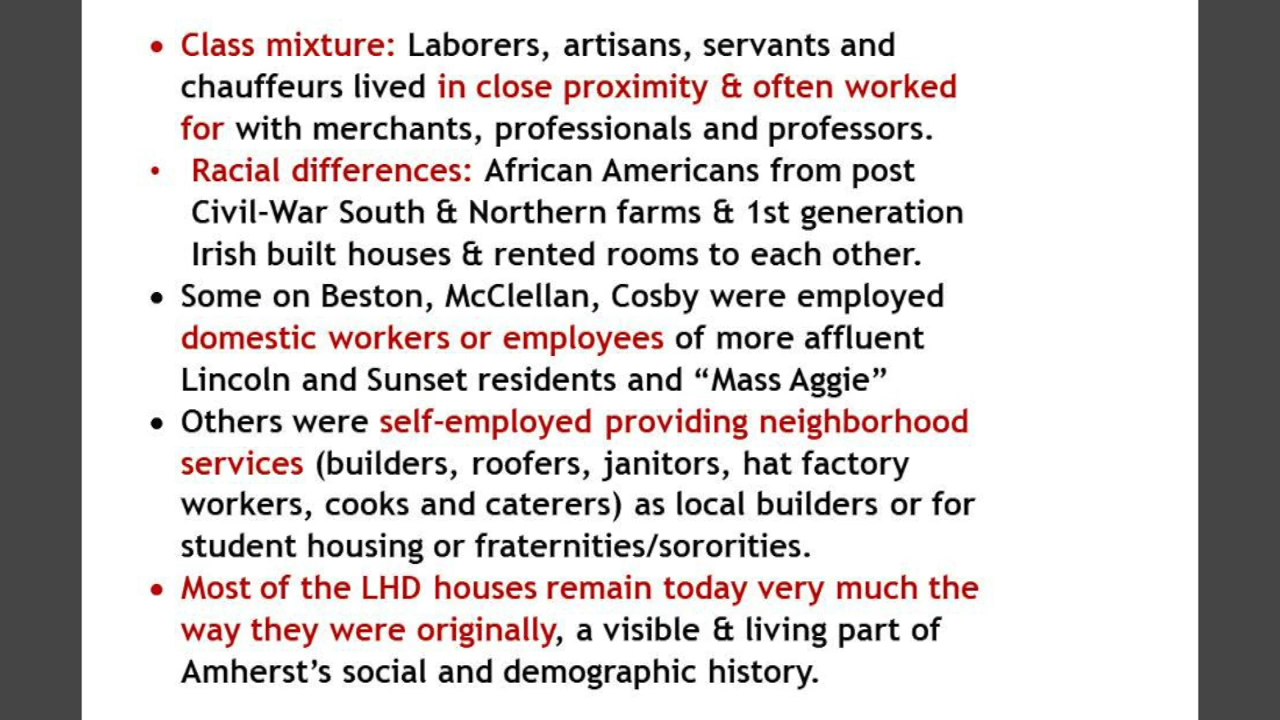 • Class mixture: Laborers, artisans, servants and
chauffeurs lived in close proximity & often worked
for with merchants, professionals and professors.
• Racial differences: African Americans from post
Civil-War South & Northern farms & 1st generation
Irish built houses & rented rooms to each other.
• Some on Beston, McClellan, Cosby were employed
domestic workers or employees of more affluent
Lincoln and Sunset residents and “Mass Aggie”
• Others were self-employed providing neighborhood
services (builders, roofers, janitors, hat factory
workers, cooks and caterers) as local builders or for
student housing or fraternities/sororities.
• Most of the LHD houses remain today very much the
way they were originally, a visible & living part of
Amherst’s social and demographic history.